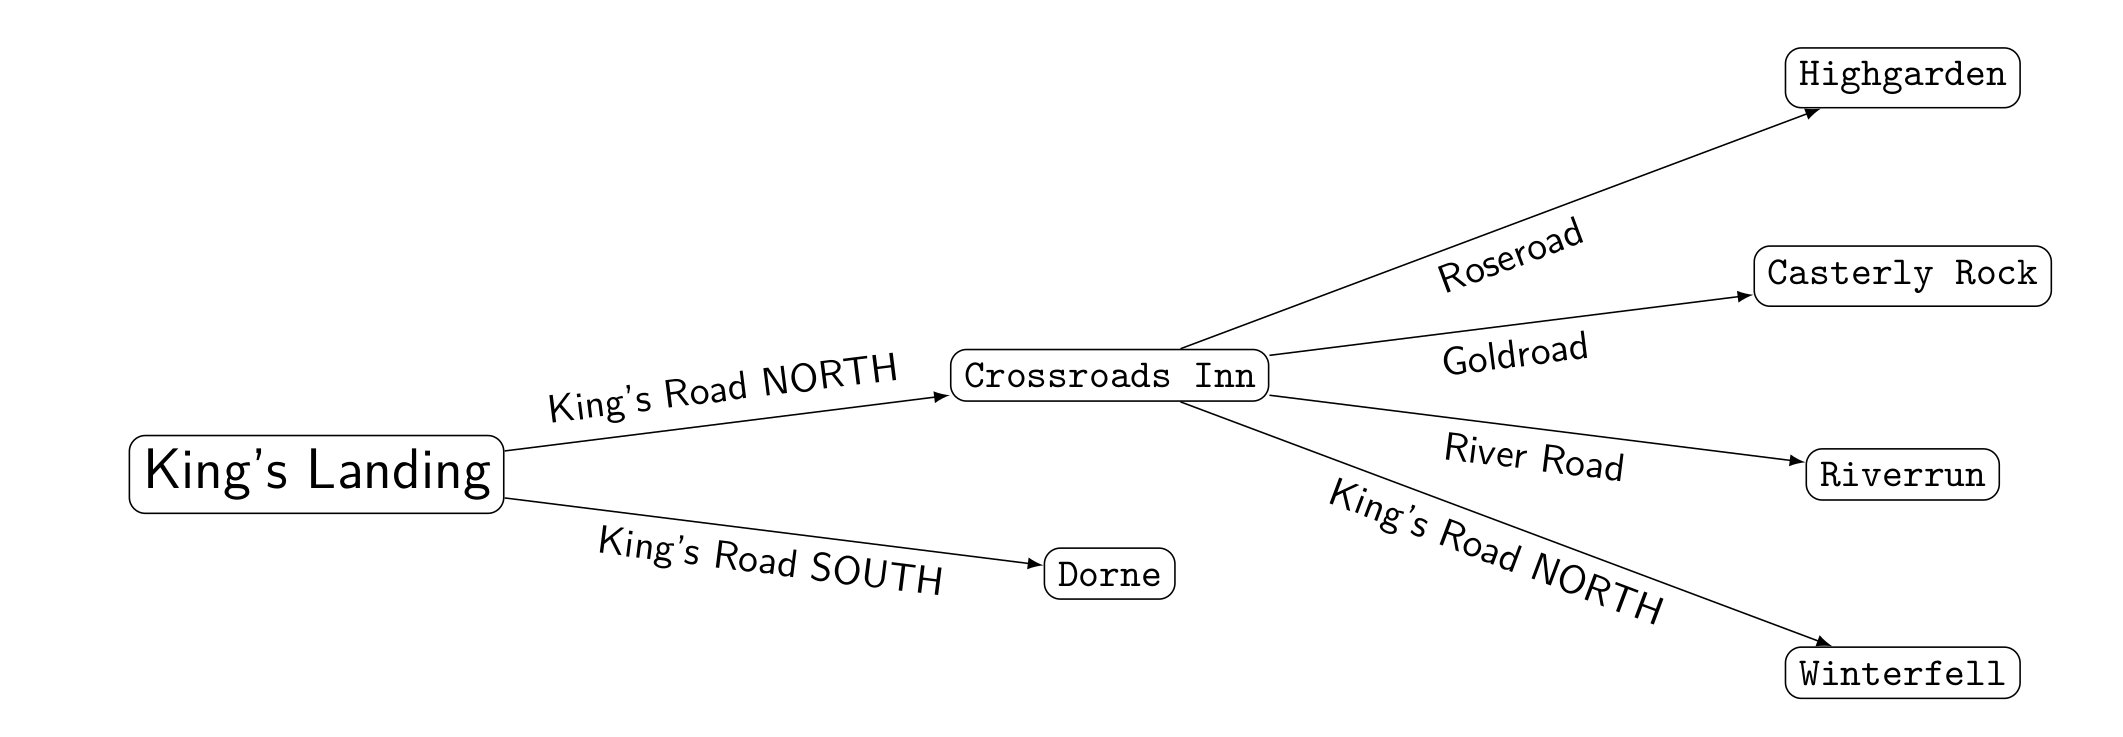 Highgarden
Roseroad
Casterly Rock
Goldroad
King's Road NORTH
Crossroads Inn
King's Landing
River Road
Riverrun
King's Road SOUTH
Dorne
King's Road NORTH
Winterfell